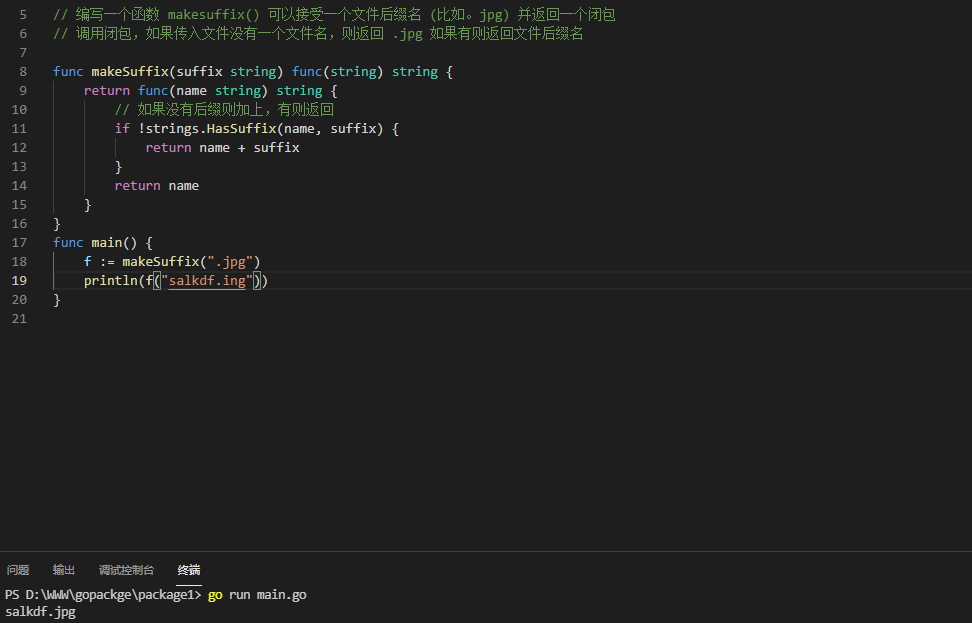 5 // 编写一个函数 makesuffix() 可以接受一个文件后缀名 (比如。jpg) 并返回一个闭包
6 // 调用闭包，如果传入文件没有一个文件名，则返回 .jpg 如果有则返回文件后缀名
7
8 func makeSuffix(suffix string) func(string) string {
9 return func(name string) string {
10 // 如果没有后缀则加上，有则返回
11 if !strings.HasSuffix(name, suffix) {
12 return name + suffix
13 }
14 return name
15 }
16 }
17 func main() {
18 f := makeSuffix(".jpg")
19 println(f("salkdf.ing"))
20 }
21
问题 输出 调试控制台 终端
PS D:\WWW\gopackge\package1> go run main.go
salkdf.jpg